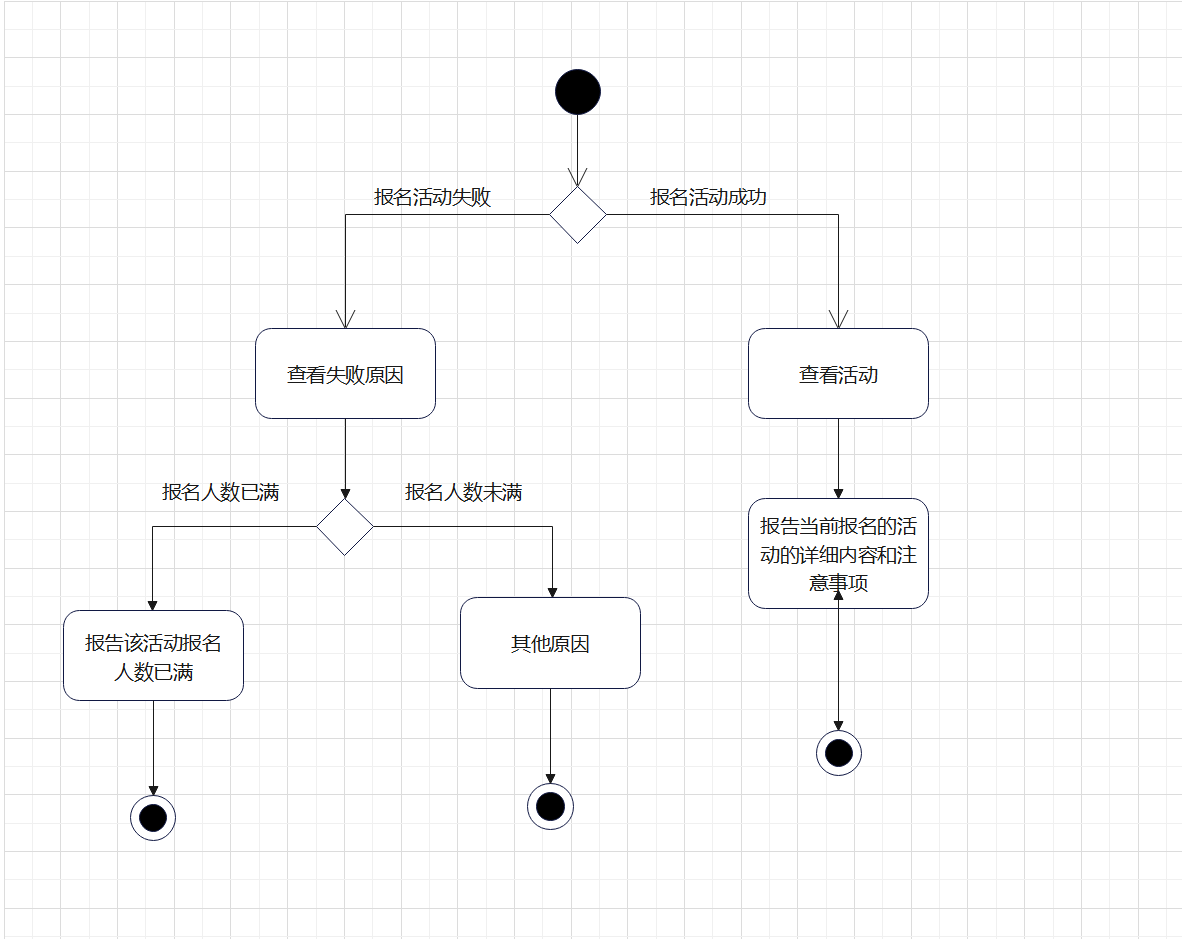 报名活动失败
报名活动成功
查看失败原因
查看活动
报名人数已满
报名人数未满
报告当前报名的活
动的详细内容和注
意事项
报告该活动报名
人数已满
其他原因